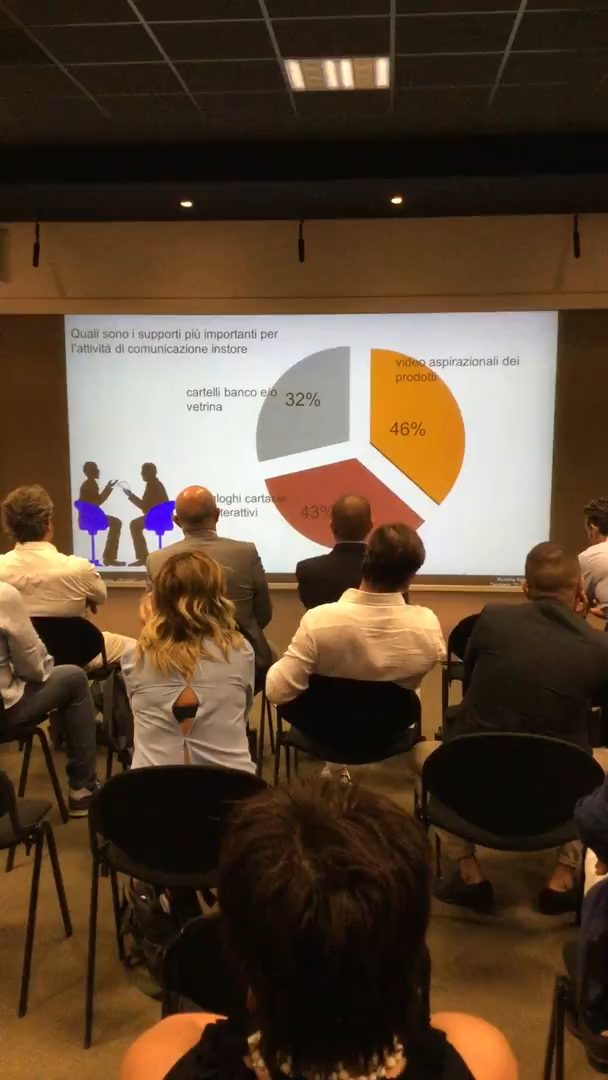 Quali sono i supporti più importanti per
l'attività di comunicazione instore
video aspirazionali dei
prodotti
cartelli banco e/o
vetrina
32%
46%
43%